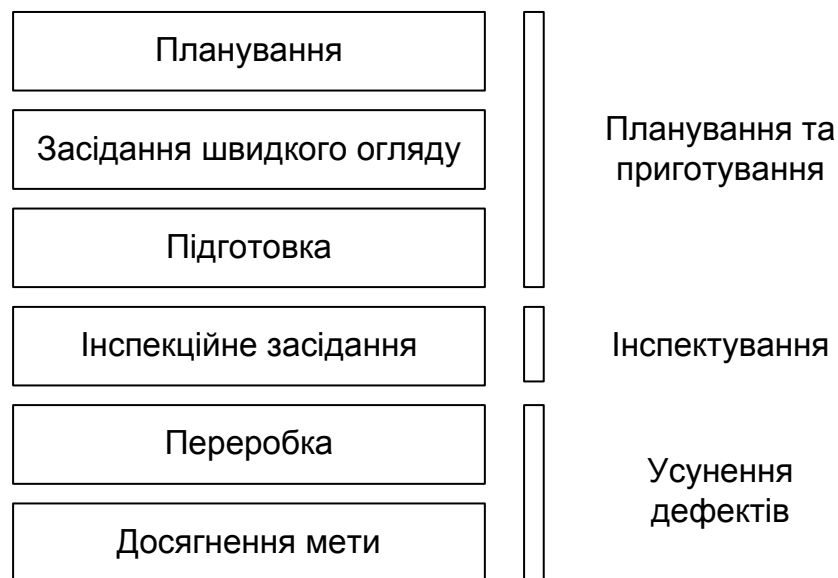 Планування
Засідання швидкого огляду
Підготовка
Інспекційне засідання
Переробка
Досягнення мети
Планування та
приготування
Інспектування
Усунення
дефектів